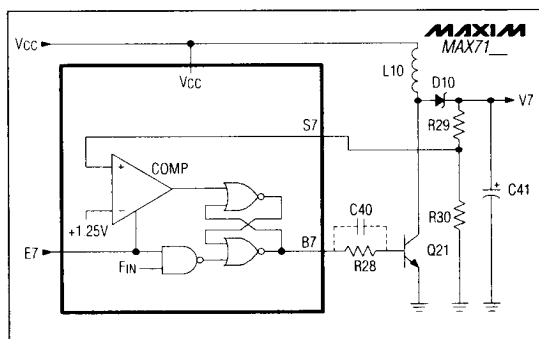 MAXIM
MAX71__
VCC
VCC
L10
D10
V7
S7
R29
COMP
+
−
+1.25V
C41
+
R30
C40
E7
FIN
B7
R28
Q21